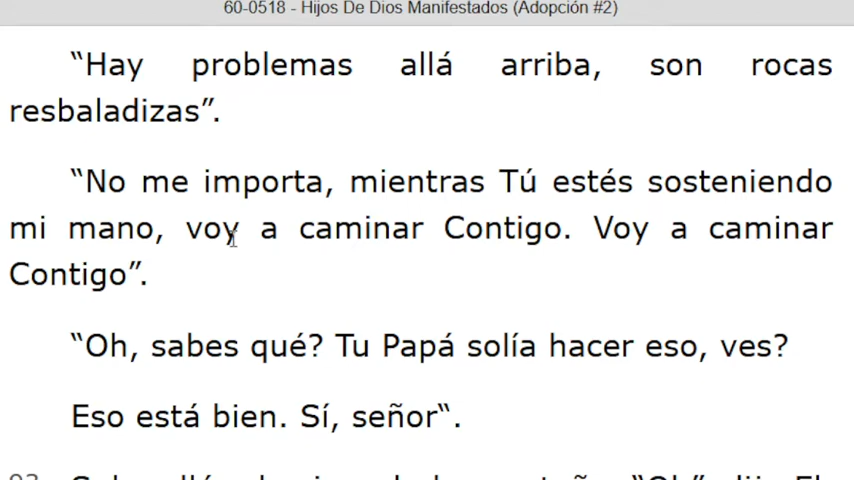 60-0518 - Hijos De Dios Manifestados (Adopción #2)
“Hay problemas allá arriba, son rocas
resbaladizas”.
“No me importa, mientras Tú estés sosteniendo
mi mano, voy a caminar Contigo. Voy a caminar
Contigo”.
“Oh, sabes qué? Tu Papá solía hacer eso, ves?
Eso está bien. Sí, señor“.